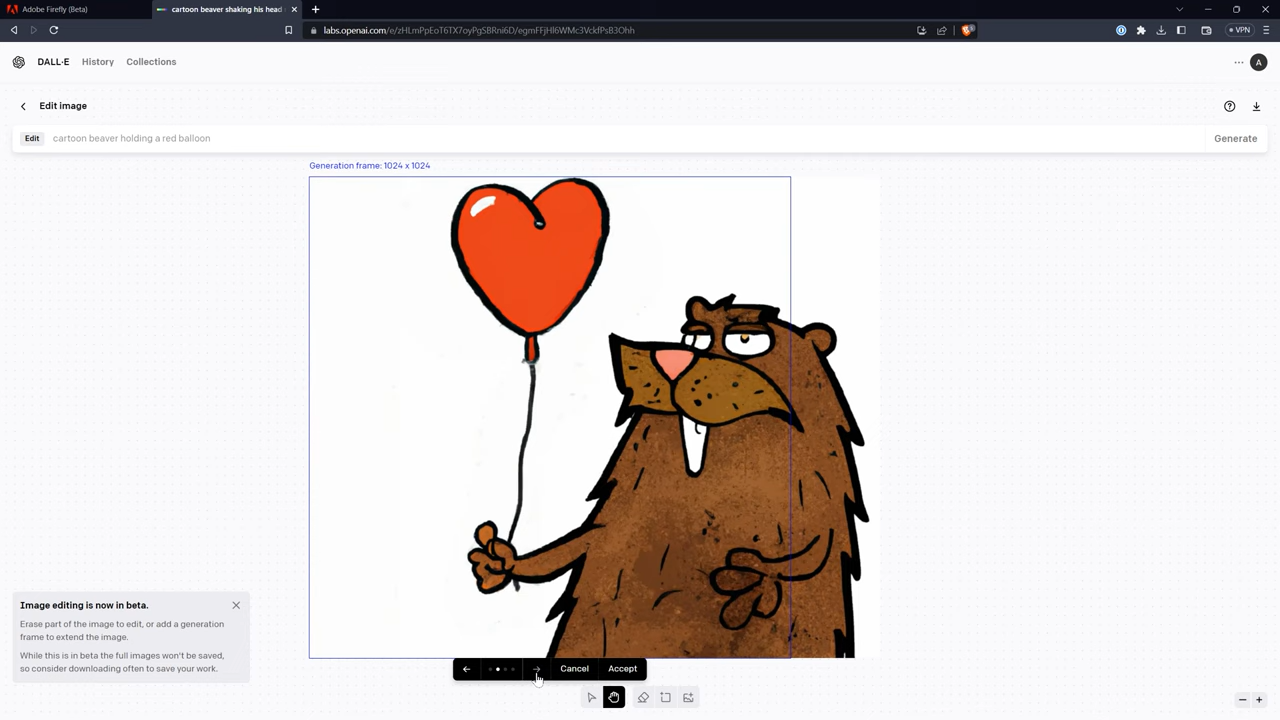 Adobe Firefly (Beta)
cartoon beaver shaking his head
labs.openai.com/e/zHLmPpEoT6TX7oyPgSBRni6D/egmFFjHl6WMc3VckfPsB3Ohh
VPN
DALL·E History Collections
A
Edit image
Edit cartoon beaver holding a red balloon Generate
Generation frame: 1024 x 1024
Image editing is now in beta.
Erase part of the image to edit, or add a generation
frame to extend the image.
While this is in beta the full images won't be saved,
so consider downloading often to save your work.
Cancel Accept